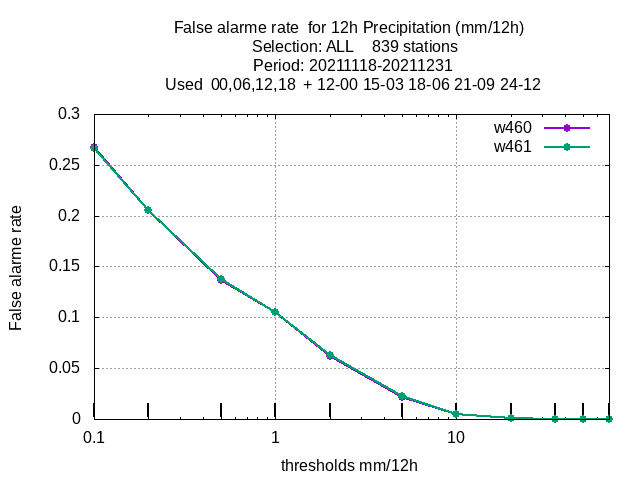 False alarme rate  for 12h Precipitation (mm/12h)
Selection: ALL    839 stations
Period: 20211118-20211231
Used  00,06,12,18  + 12-00 15-03 18-06 21-09 24-12
0.3
w460
w461
0.25
0.2
0.15
0.1
0.05
0
False alarme rate
0.1
1
10
thresholds mm/12h